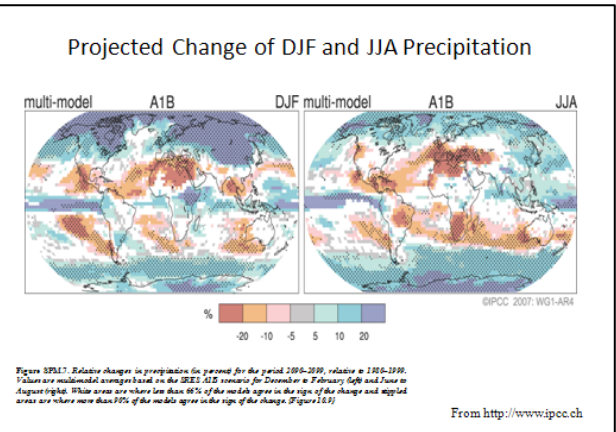 Projected Change of DJF and JJA Precipitation
multi-model A1B DJF multi-model A1B JJA
©IPCC 2007: WG1-AR4
%
-20 -10 -5 5 10 20
Figure SPM.7. Relative changes in precipitation (in percent) for the period 2090-2099, relative to 1980-1999.
Values are multimodel averages based on the SRES A1B scenario for December to February (left) and June to
August (right). White areas are where less than 66% of the models agree in the sign of the change and stippled
areas are where more than 90% of the models agree in the sign of the change. {Figure 10.9}
From http://www.ipcc.ch